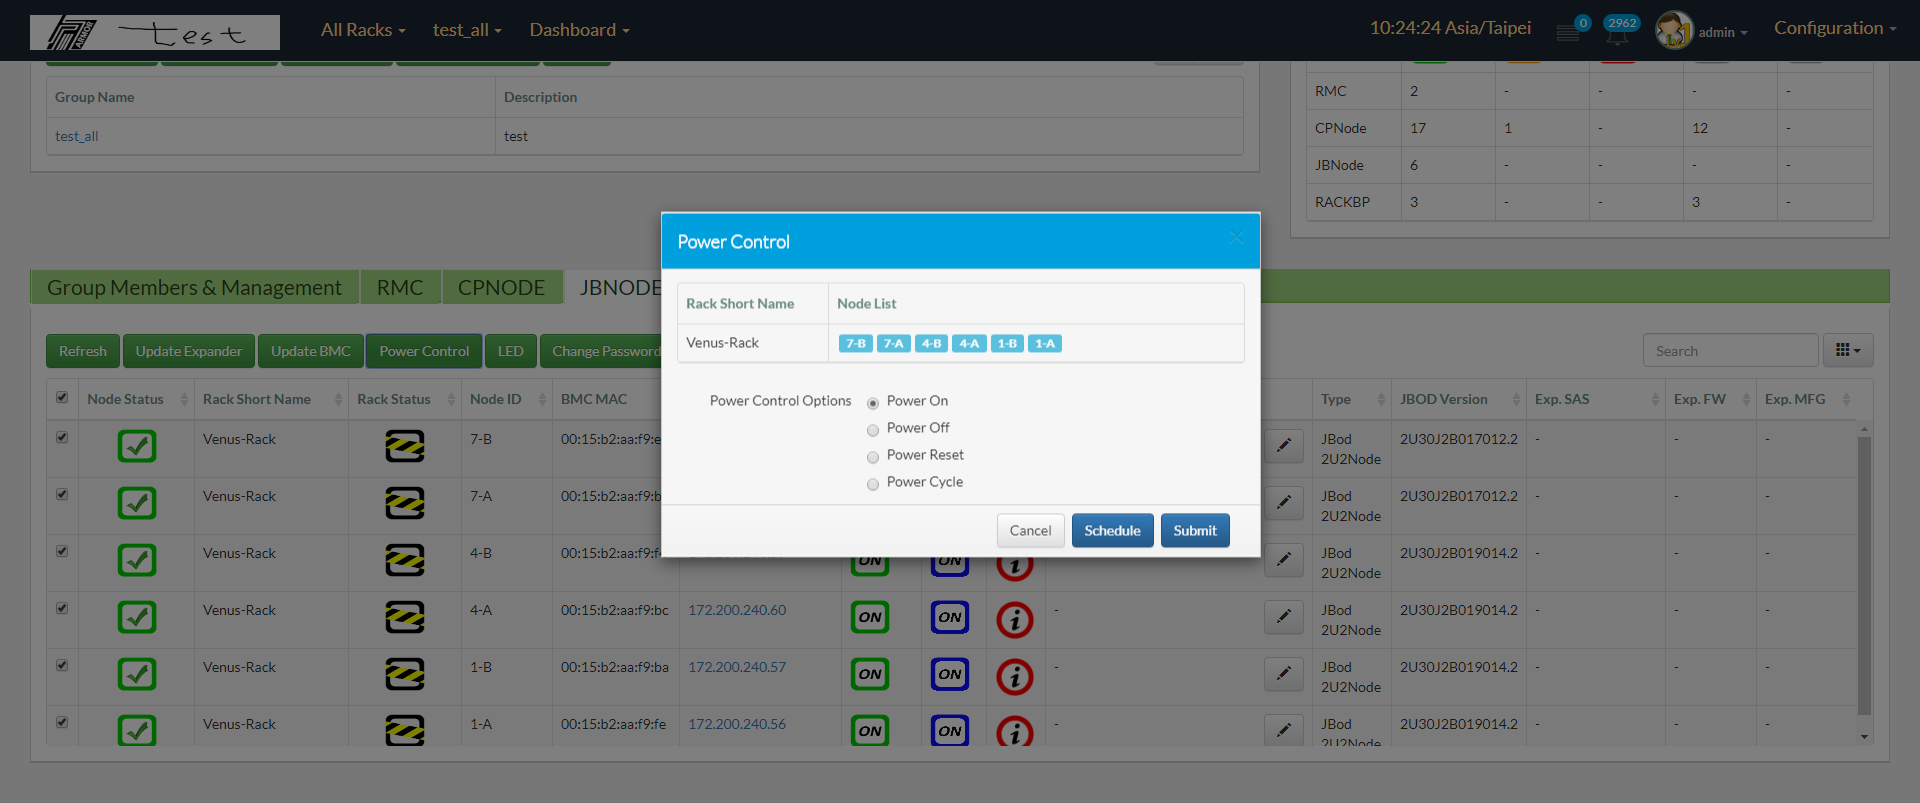 ARMOR test All Racks test_all Dashboard 10:24:24 Asia/Taipei 0 2962 admin Configuration
Group Name Description
test_all test
RMC 2 - - - -
CPNode 17 1 - 12 -
JBNode 6 - - - -
RACKBP 3 - - 3 -
Power Control
Rack Short Name Node List
Venus-Rack 7-B 7-A 4-B 4-A 1-B 1-A
Power Control Options Power On
Power Off
Power Reset
Power Cycle
Cancel Schedule Submit
Group Members & Management RMC CPNODE JBNODE
Refresh Update Expander Update BMC Power Control LED Change Password Search
Node Status Rack Short Name Rack Status Node ID BMC MAC Type JBOD Version Exp. SAS Exp. FW Exp. MFG
Venus-Rack 7-B 00:15:b2:aa:f9:e JBod 2U30J2B017012.2 - - -
2U2Node
Venus-Rack 7-A 00:15:b2:aa:f9:b JBod 2U30J2B017012.2 - - -
2U2Node
Venus-Rack 4-B 00:15:b2:aa:f9:f ON ON i JBod 2U30J2B019014.2 - - -
2U2Node
Venus-Rack 4-A 00:15:b2:aa:f9:bc 172.200.240.60 ON ON i - JBod 2U30J2B019014.2 - - -
2U2Node
Venus-Rack 1-B 00:15:b2:aa:f9:ba 172.200.240.57 ON ON i - JBod 2U30J2B019014.2 - - -
2U2Node
Venus-Rack 1-A 00:15:b2:aa:f9:fe 172.200.240.56 ON ON i - JBod 2U30J2B019014.2 - - -
2U2Node